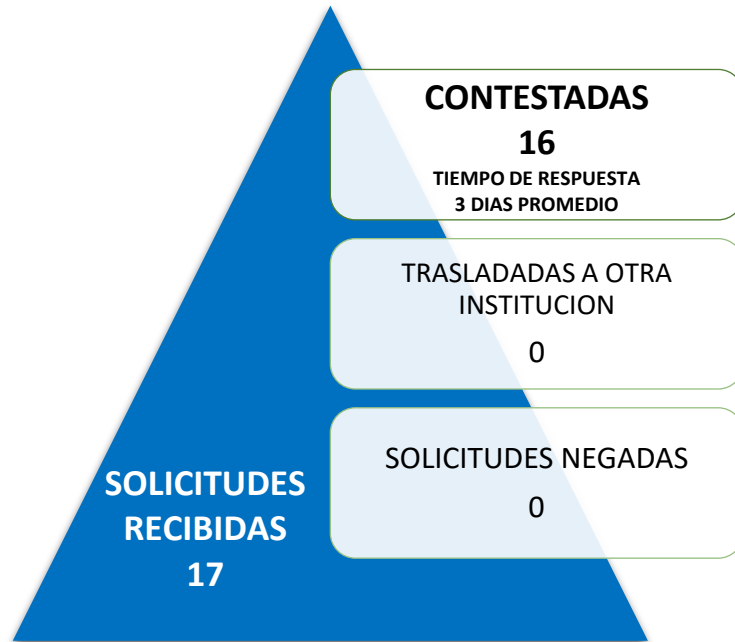 CONTESTADAS
16
TIEMPO DE RESPUESTA
3 DIAS PROMEDIO
TRASLADADAS A OTRA
INSTITUCION
0
SOLICITUDES NEGADAS
0
SOLICITUDES
RECIBIDAS
17